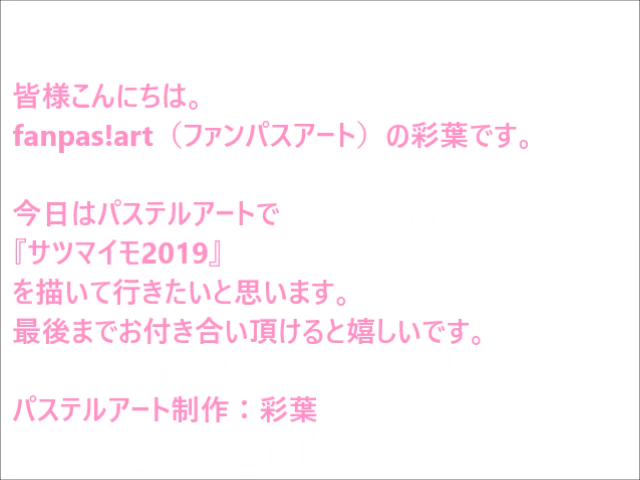 皆様こんにちは。
fanpas!art（ファンパスアート）の彩葉です。
今日はパステルアートで
『サツマイモ2019』
を描いて行きたいと思います。
最後までお付き合い頂けると嬉しいです。
パステルアート制作：彩葉